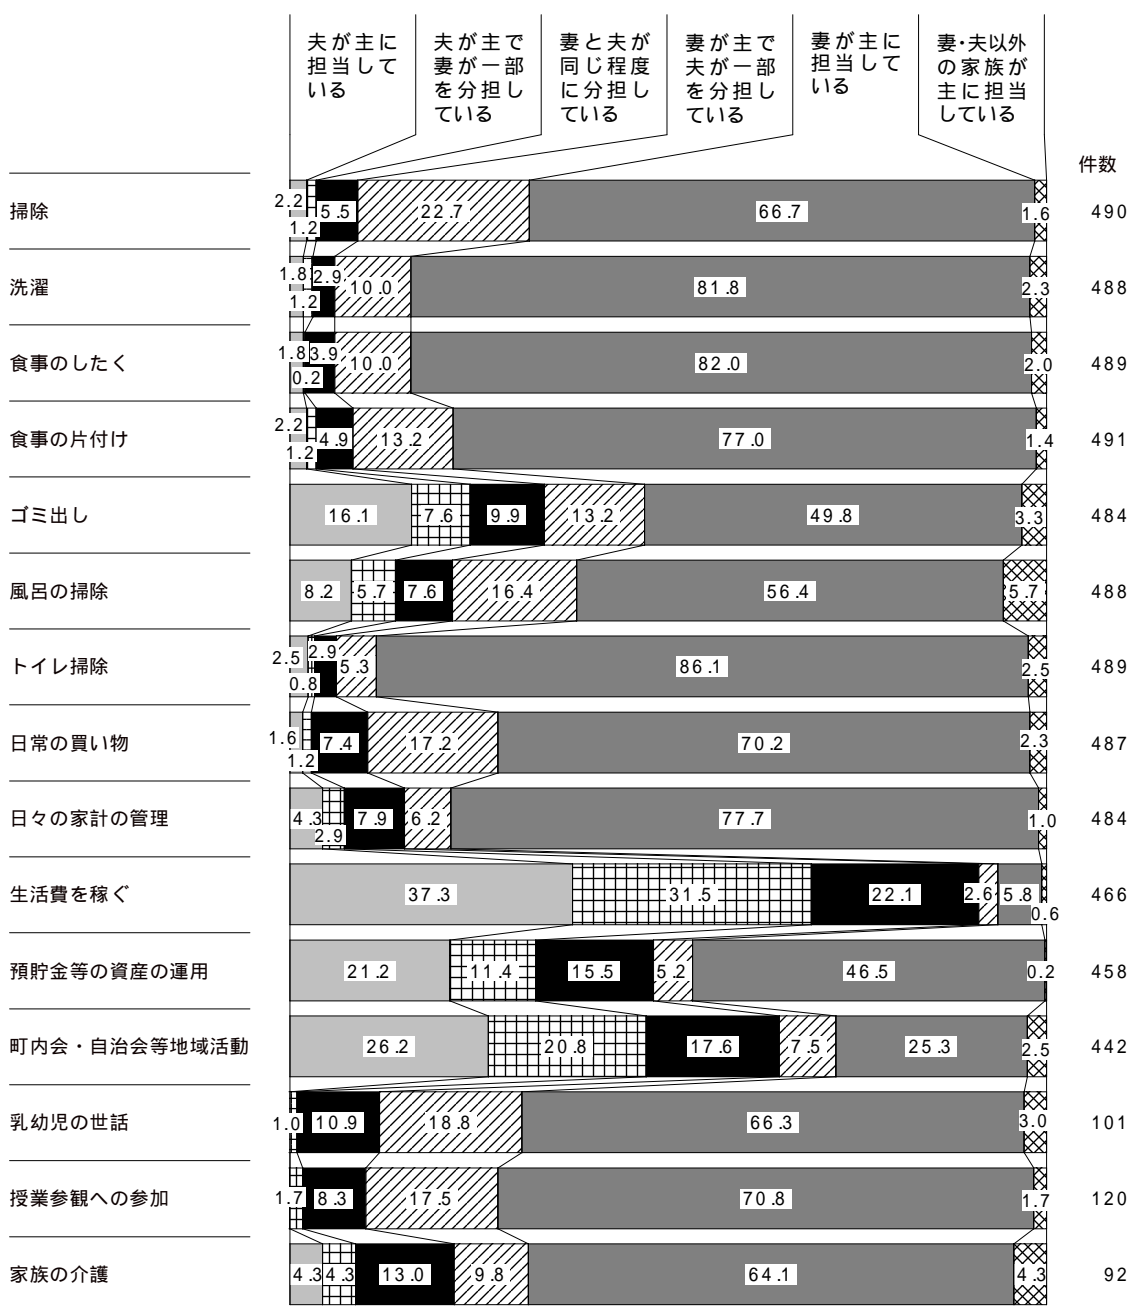 夫が主に
担当して
いる
夫が主で
妻が一部
を分担し
ている
妻と夫が
同じ程度
に分担し
ている
妻が主で
夫が一部
を分担し
ている
妻が主に
担当して
いる
妻・夫以外
の家族が
主に担当
している
件数
掃除 2.2 1.2 5.5 22.7 66.7 1.6 490
洗濯 1.8 1.2 2.9 10.0 81.8 2.3 488
食事のしたく 1.8 0.2 3.9 10.0 82.0 2.0 489
食事の片付け 2.2 1.2 4.9 13.2 77.0 1.4 491
ゴミ出し 16.1 7.6 9.9 13.2 49.8 3.3 484
風呂の掃除 8.2 5.7 7.6 16.4 56.4 5.7 488
トイレ掃除 2.5 0.8 2.9 5.3 86.1 2.5 489
日常の買い物 1.6 1.2 7.4 17.2 70.2 2.3 487
日々の家計の管理 4.3 2.9 7.9 6.2 77.7 1.0 484
生活費を稼ぐ 37.3 31.5 22.1 2.6 5.8 0.6 466
預貯金等の資産の運用 21.2 11.4 15.5 5.2 46.5 0.2 458
町内会・自治会等地域活動 26.2 20.8 17.6 7.5 25.3 2.5 442
乳幼児の世話 1.0 10.9 18.8 66.3 3.0 101
授業参観への参加 1.7 8.3 17.5 70.8 1.7 120
家族の介護 4.3 4.3 13.0 9.8 64.1 4.3 92